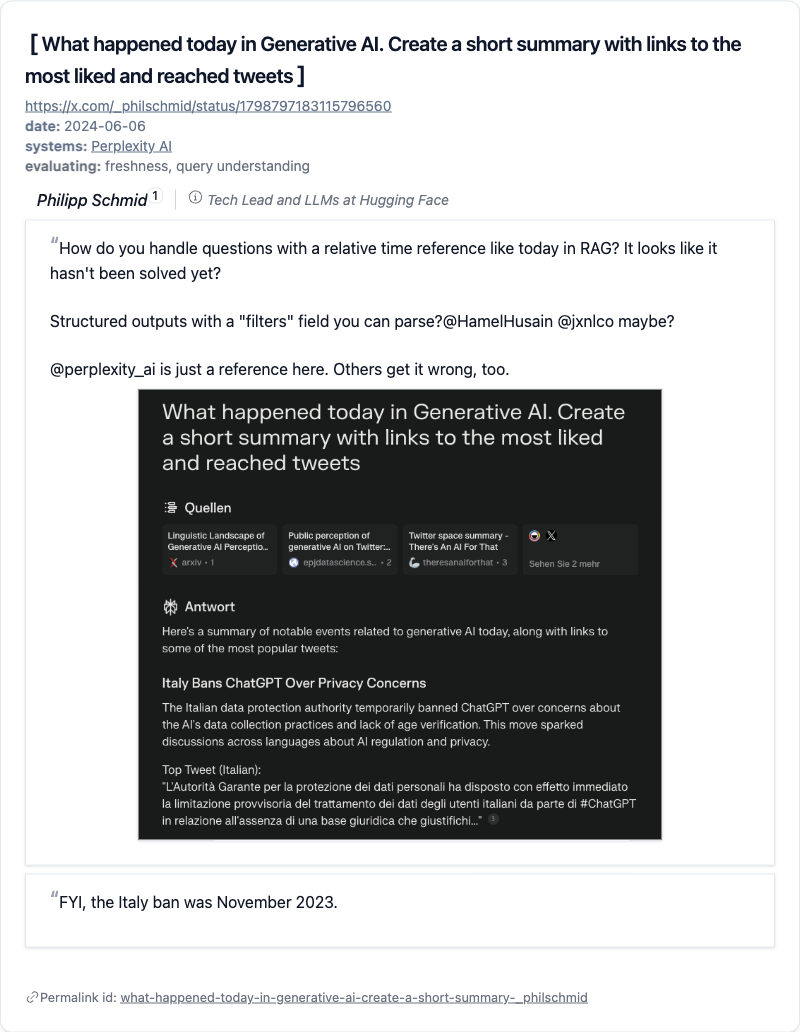 [ What happened today in Generative AI. Create a short summary with links to the
most liked and reached tweets ]
https://x.com/_philschmid/status/1798797183115796560
date: 2024-06-06
systems: Perplexity AI
evaluating: freshness, query understanding
Philipp Schmid 1 Tech Lead and LLMs at Hugging Face
“How do you handle questions with a relative time reference like today in RAG? It looks like it
hasn't been solved yet?
Structured outputs with a "filters" field you can parse?@HamelHusain @jxnlco maybe?
@perplexity_ai is just a reference here. Others get it wrong, too.
What happened today in Generative AI. Create
a short summary with links to the most liked
and reached tweets
Quellen
Linguistic Landscape of
Generative AI Perceptio...
arxiv · 1
Public perception of
generative AI on Twitter:...
epjdatascience.s... · 2
Twitter space summary -
There's An AI For That
theresanaiforthat · 3
Sehen Sie 2 mehr
Antwort
Here's a summary of notable events related to generative AI today, along with links to
some of the most popular tweets:
Italy Bans ChatGPT Over Privacy Concerns
The Italian data protection authority temporarily banned ChatGPT over concerns about
the AI's data collection practices and lack of age verification. This move sparked
discussions across languages about AI regulation and privacy.
Top Tweet (Italian):
"L'Autorità Garante per la protezione dei dati personali ha disposto con effetto immediato
la limitazione provvisoria del trattamento dei dati degli utenti italiani da parte di #ChatGPT
in relazione all'assenza di una base giuridica che giustifichi..." 3
“FYI, the Italy ban was November 2023.
Permalink id: what-happened-today-in-generative-ai-create-a-short-summary-_philschmid